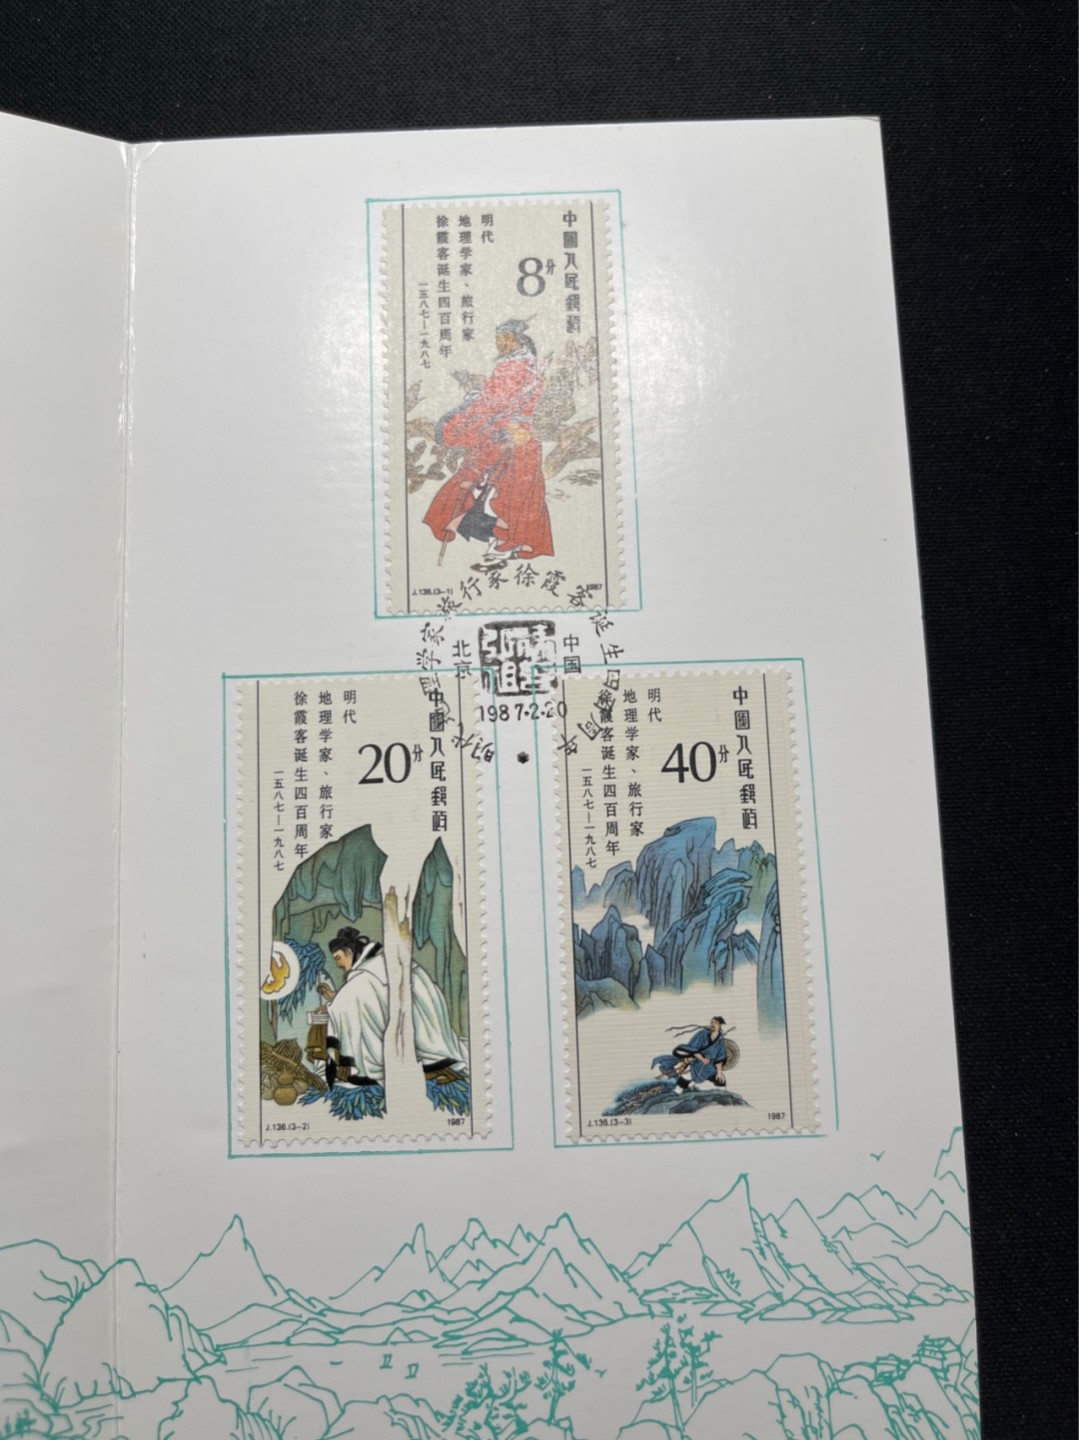 中國人民郵政
8分
明代
地理学家、旅行家
徐霞客诞生四百周年
一五八七—一九八七
J.136.(3-1)
1987
明代地理学家旅行家徐霞客诞生四百周年
北京
中国
1987.2.20
中國人民郵政
20分
明代
地理学家、旅行家
徐霞客诞生四百周年
一五八七—一九八七
J.136.(3-2)
1987
中國人民郵政
40分
明代
地理学家、旅行家
徐霞客诞生四百周年
一五八七—一九八七
J.136.(3-3)
1987